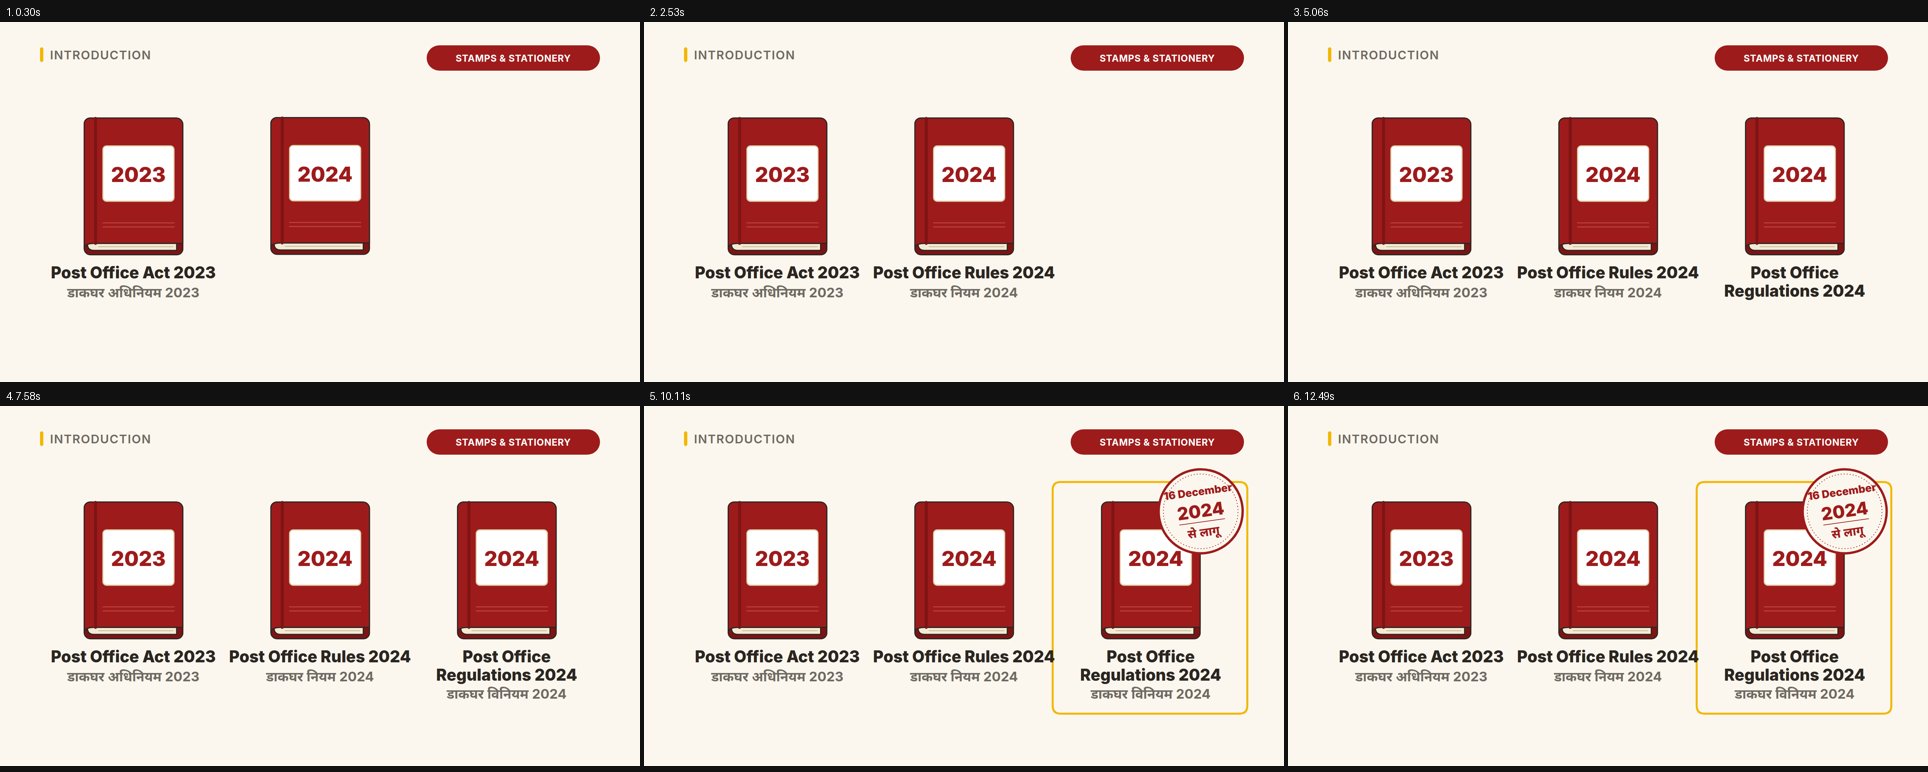 1. 0.30s
INTRODUCTION
STAMPS & STATIONERY
2023
2024
Post Office Act 2023
डाकघर अधिनियम 2023
2. 2.53s
INTRODUCTION
STAMPS & STATIONERY
2023
2024
Post Office Act 2023
Post Office Rules 2024
डाकघर अधिनियम 2023
डाकघर नियम 2024
3. 5.06s
INTRODUCTION
STAMPS & STATIONERY
2023
2024
2024
Post Office Act 2023
Post Office Rules 2024
Post Office
Regulations 2024
डाकघर अधिनियम 2023
डाकघर नियम 2024
4. 7.58s
INTRODUCTION
STAMPS & STATIONERY
2023
2024
2024
Post Office Act 2023
Post Office Rules 2024
Post Office
Regulations 2024
डाकघर अधिनियम 2023
डाकघर नियम 2024
डाकघर विनियम 2024
5. 10.11s
INTRODUCTION
STAMPS & STATIONERY
16 December
2024
से लागू
2023
2024
2024
Post Office Act 2023
Post Office Rules 2024
Post Office
Regulations 2024
डाकघर अधिनियम 2023
डाकघर नियम 2024
डाकघर विनियम 2024
6. 12.49s
INTRODUCTION
STAMPS & STATIONERY
16 December
2024
से लागू
2023
2024
2024
Post Office Act 2023
Post Office Rules 2024
Post Office
Regulations 2024
डाकघर अधिनियम 2023
डाकघर नियम 2024
डाकघर विनियम 2024